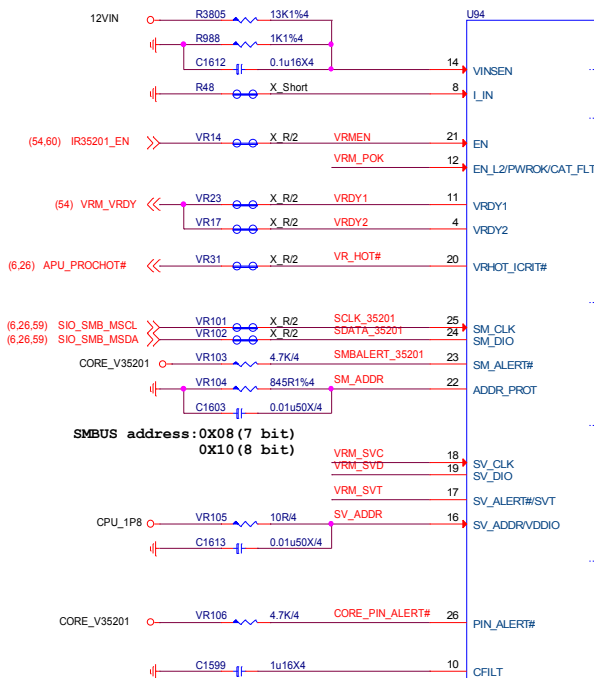 U94
12VIN R3805 13K1%4
R988 1K1%4
C1612 0.1u16X4 14 VINSEN
R48 X_Short 8 I_IN
(54,60) IR35201_EN VR14 X_R/2 VRMEN 21 EN
VRM_POK 12 EN_L2/PWROK/CAT_FLT
(54) VRM_VRDY VR23 X_R/2 VRDY1 11 VRDY1
VR17 X_R/2 VRDY2 4 VRDY2
(6,26) APU_PROCHOT# VR31 X_R/2 VR_HOT# 20 VRHOT_ICRIT#
(6,26,59) SIO_SMB_MSCL VR101 X_R/2 SCLK_35201 25 SM_CLK
(6,26,59) SIO_SMB_MSDA VR102 X_R/2 SDATA_35201 24 SM_DIO
CORE_V35201 VR103 4.7K/4 SMBALERT_35201 23 SM_ALERT#
VR104 845R1%4 SM_ADDR 22 ADDR_PROT
C1603 0.01u50X/4
SMBUS address:0X08(7 bit)
0X10(8 bit)
VRM_SVC 18 SV_CLK
VRM_SVD 19 SV_DIO
VRM_SVT 17 SV_ALERT#/SVT
CPU_1P8 VR105 10R/4 SV_ADDR 16 SV_ADDR/VDDIO
C1613 0.01u50X/4
CORE_V35201 VR106 4.7K/4 CORE_PIN_ALERT# 26 PIN_ALERT#
C1599 1u16X4 10 CFILT